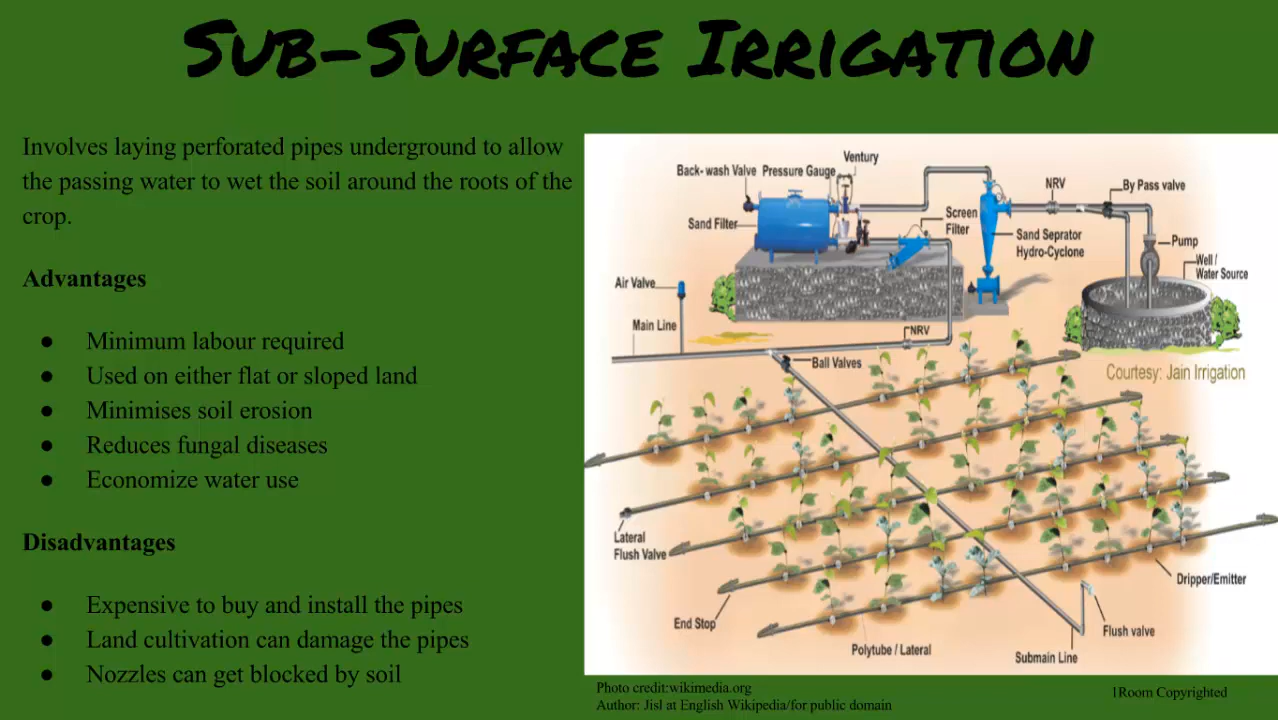 SUB-SURFACE IRRIGATION
Involves laying perforated pipes underground to allow
the passing water to wet the soil around the roots of the
crop.
Advantages
● Minimum labour required
● Used on either flat or sloped land
● Minimises soil erosion
● Reduces fungal diseases
● Economize water use
Disadvantages
● Expensive to buy and install the pipes
● Land cultivation can damage the pipes
● Nozzles can get blocked by soil
Ventury
Back- wash Valve Pressure Gauge
NRV
By Pass valve
Sand Filter
Screen
Filter
Sand Seprator
Hydro-Cyclone
Pump
Well /
Water Source
Air Valve
Main Line
NRV
Ball Valves
Courtesy: Jain Irrigation
Lateral
Flush Valve
Dripper/Emitter
End Stop
Flush valve
Polytube / Lateral
Submain Line
Photo credit:wikimedia.org
Author: Jisl at English Wikipedia/for public domain
1Room Copyrighted